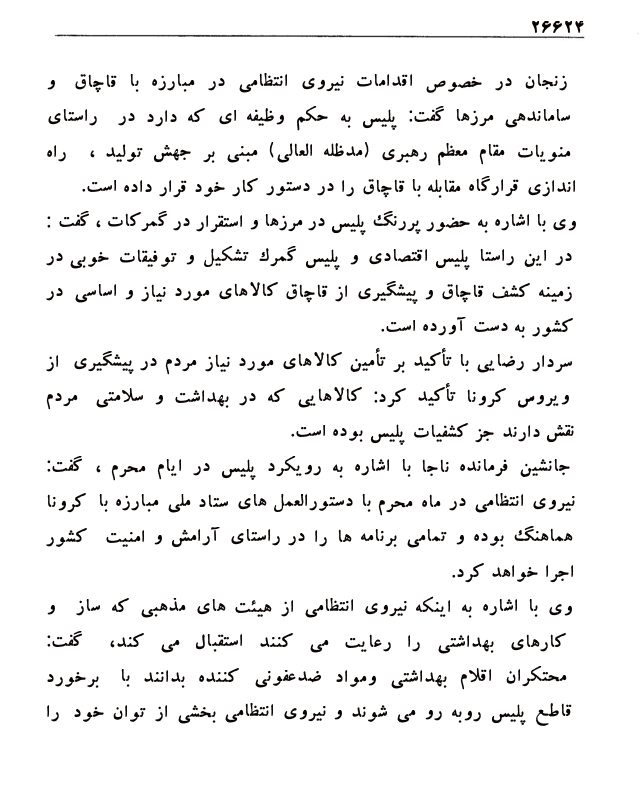 ۲۶۶۲۴
زنجان در خصوص اقدامات نیروی انتظامی در مبارزه با قاچاق و
ساماندهی مرزها گفت: پلیس به حکم وظیفه ای که دارد در راستای
منویات مقام معظم رهبری (مدظله العالی) مبنی بر جهش تولید ، راه
اندازی قرارگاه مقابله با قاچاق را در دستور کار خود قرار داده است.
وی با اشاره به حضور پررنگ پلیس در مرزها و استقرار در گمرکات ، گفت :
در این راستا پلیس اقتصادی و پلیس گمرک تشکیل و توفیقات خوبی در
زمینه کشف قاچاق و پیشگیری از قاچاق کالاهای مورد نیاز و اساسی در
کشور به دست آورده است.
سردار رضایی با تأکید بر تأمین کالاهای مورد نیاز مردم در پیشگیری از
ویروس کرونا تأکید کرد: کالاهایی که در بهداشت و سلامتی مردم
نقش دارند جز کشفیات پلیس بوده است.
جانشین فرمانده ناجا با اشاره به رویکرد پلیس در ایام محرم ، گفت:
نیروی انتظامی در ماه محرم با دستورالعمل های ستاد ملی مبارزه با کرونا
هماهنگ بوده و تمامی برنامه ها را در راستای آرامش و امنیت کشور
اجرا خواهد کرد.
وی با اشاره به اینکه نیروی انتظامی از هیئت های مذهبی که ساز و
کارهای بهداشتی را رعایت می کنند استقبال می کند، گفت:
محتکران اقلام بهداشتی ومواد ضدعفونی کننده بدانند با برخورد
قاطع پلیس روبه رو می شوند و نیروی انتظامی بخشی از توان خود را